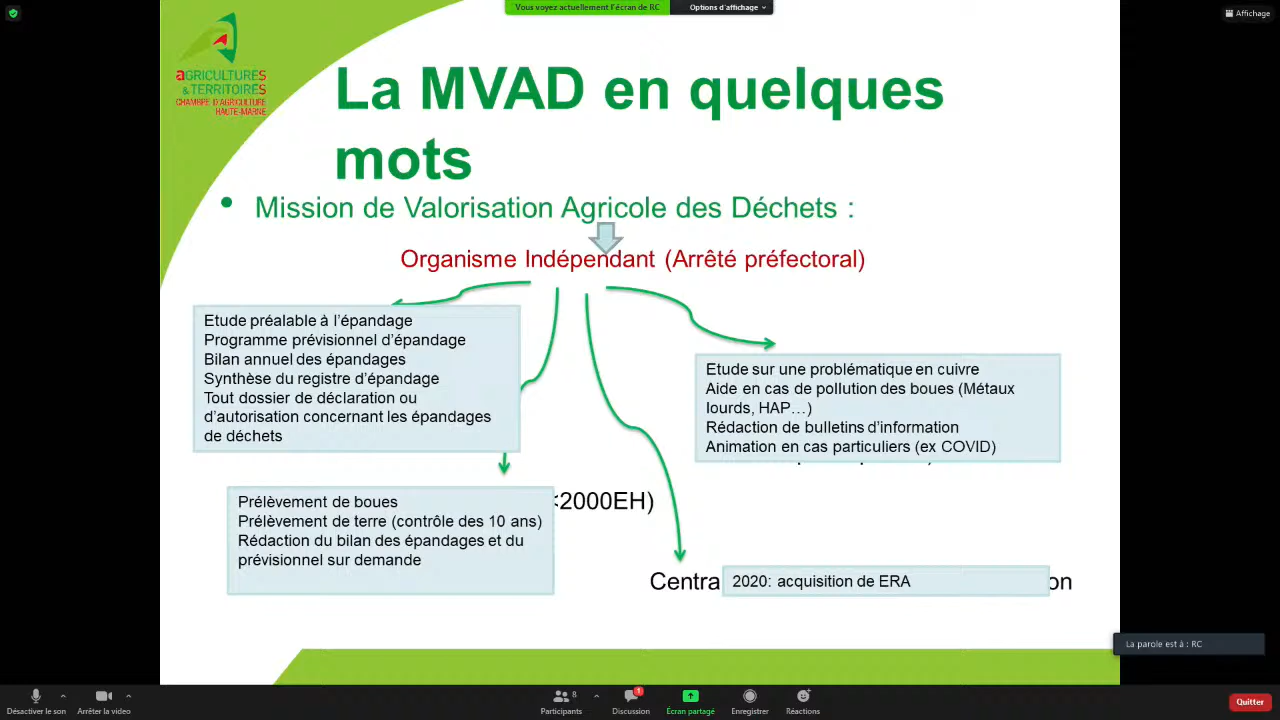 Vous voyez actuellement l'écran de RC
Options d'affichage
Affichage
aGRICULTURES
& TERRITOIRES
CHAMBRE D'AGRICULTURE
HAUTE-MARNE
La MVAD en quelques
mots
• Mission de Valorisation Agricole des Déchets :
Organisme Indépendant (Arrêté préfectoral)
Etude préalable à l'épandage
Programme prévisionnel d'épandage
Bilan annuel des épandages
Synthèse du registre d'épandage
Tout dossier de déclaration ou
d'autorisation concernant les épandages
de déchets
Etude sur une problématique en cuivre
Aide en cas de pollution des boues (Métaux
lourds, HAP…)
Rédaction de bulletins d'information
Animation en cas particuliers (ex COVID)
Prélèvement de boues
Prélèvement de terre (contrôle des 10 ans)
Rédaction du bilan des épandages et du
prévisionnel sur demande
<2000EH)
Centra
2020: acquisition de ERA
on
La parole est à : RC
Désactiver le son
Arrêter la vidéo
Participants
8
Discussion
1
Écran partagé
Enregistrer
Réactions
Quitter